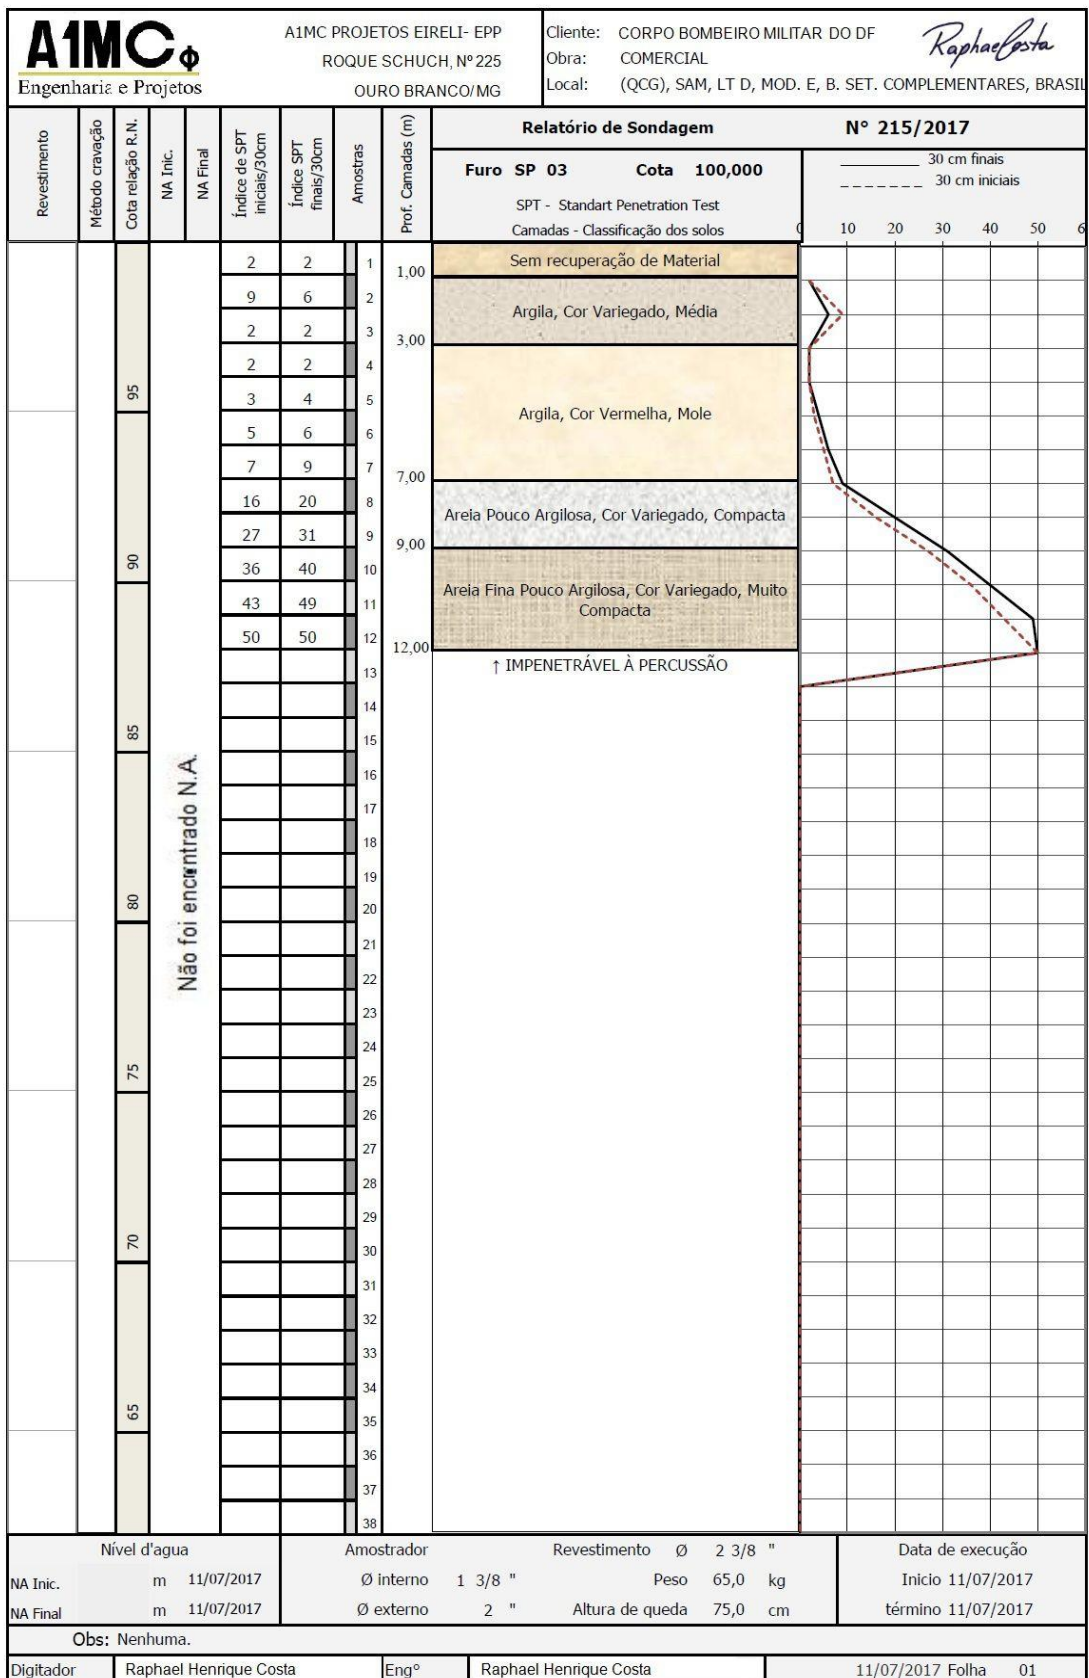 A1MC Φ
Engenharia e Projetos
A1MC PROJETOS EIRELI- EPP
ROQUE SCHUCH, Nº 225
OURO BRANCO/MG
Cliente: CORPO BOMBEIRO MILITAR DO DF
Obra: COMERCIAL
Local: (QCG), SAM, LT D, MOD. E, B. SET. COMPLEMENTARES, BRASIL
Raphael Costa
Revestimento
Método cravação
Cota relação R.N.
NA Inic.
NA Final
Índice de SPT
iniciais/30cm
Índice SPT
finais/30cm
Amostras
Prof. Camadas (m)
Relatório de Sondagem N° 215/2017
Furo SP 03 Cota 100,000
SPT - Standart Penetration Test
Camadas - Classificação dos solos
30 cm finais
30 cm iniciais
0 10 20 30 40 50 6
2 2 1
1,00
Sem recuperação de Material
9 6 2
Argila, Cor Variegado, Média
2 2 3
3,00
2 2 4
95
3 4 5
Argila, Cor Vermelha, Mole
5 6 6
7 9 7
7,00
16 20 8
Areia Pouco Argilosa, Cor Variegado, Compacta
27 31 9
9,00
90
36 40 10
Areia Fina Pouco Argilosa, Cor Variegado, Muito
Compacta
43 49 11
50 50 12
12,00
↑ IMPENETRÁVEL À PERCUSSÃO
13
14
85
15
16
17
18
19
80
20
21
22
23
24
75
25
26
27
28
29
70
30
31
32
33
34
65
35
36
37
38
Não foi encontrado N.A.
Nível d'agua
NA Inic. m 11/07/2017
NA Final m 11/07/2017
Amostrador
Ø interno 1 3/8 "
Ø externo 2 "
Revestimento Ø 2 3/8 "
Peso 65,0 kg
Altura de queda 75,0 cm
Data de execução
Inicio 11/07/2017
término 11/07/2017
Obs: Nenhuma.
Digitador Raphael Henrique Costa Engº Raphael Henrique Costa 11/07/2017 Folha 01